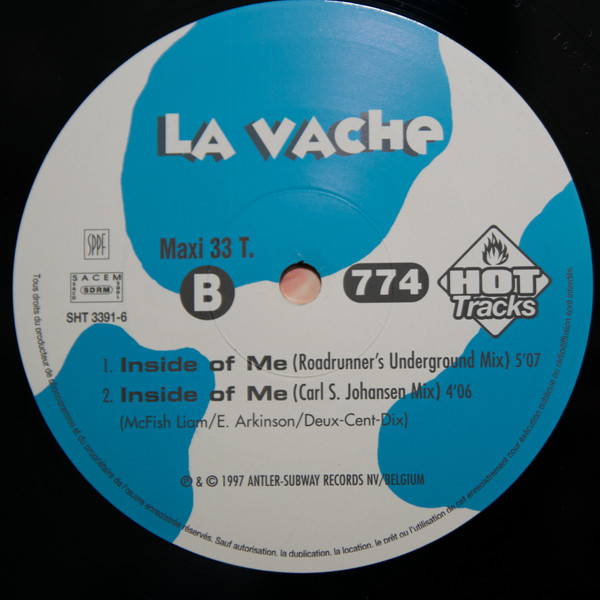 LA VACHE
SPPF
Maxi 33 T.
B
774
HOT
Tracks
SACEM
SDRM
SHT 3391-6
1. Inside of Me (Roadrunner's Underground Mix) 5'07
2. Inside of Me (Carl S. Johansen Mix) 4'06
(McFish Liam/E. Arkinson/Deux-Cent-Dix)
℗ & © 1997 ANTLER-SUBWAY RECORDS NV/BELGIUM
Tous droits du producteur de phonogrammes et du propriétaire de l'œuvre enregistrée réservés. Sauf autorisation, la duplication, la location, le prêt ou l'utilisation de cet enregistrement pour exécution publique ou radiodiffusion sont interdits.